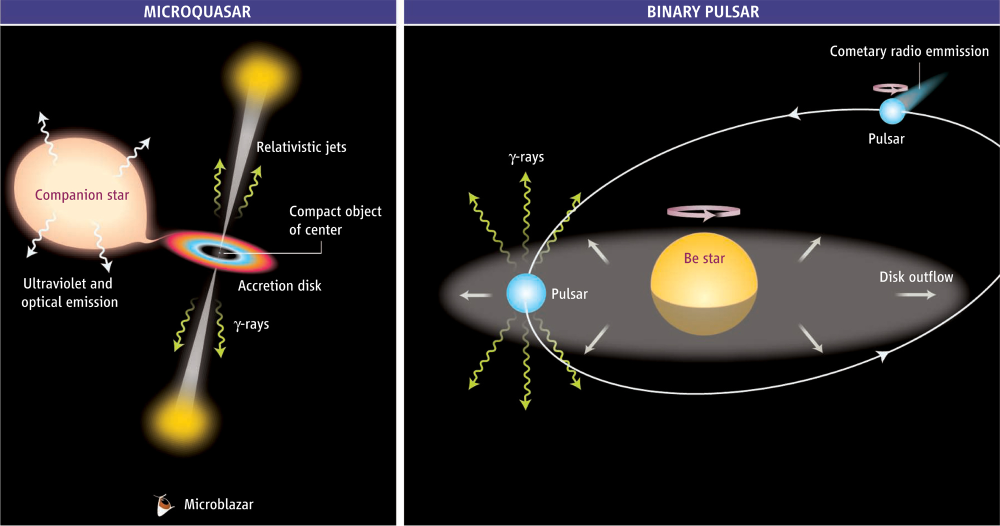 MICROQUASAR
Relativistic jets
Companion star
Compact object
of center
Ultraviolet and
optical emission
Accretion disk
γ-rays
Microblazar
BINARY PULSAR
Cometary radio emmission
Pulsar
γ-rays
Be star
Disk outflow
Pulsar